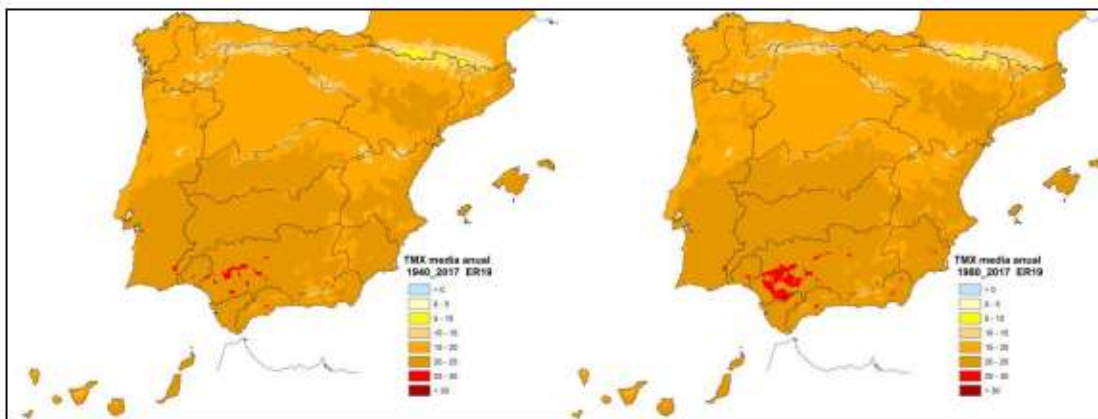 TMX media anual
1940_2017 ER19
< 0
0 - 5
5 - 10
10 - 15
15 - 20
20 - 25
25 - 30
> 30
TMX media anual
1980_2017 ER19
< 0
0 - 5
5 - 10
10 - 15
15 - 20
20 - 25
25 - 30
> 30